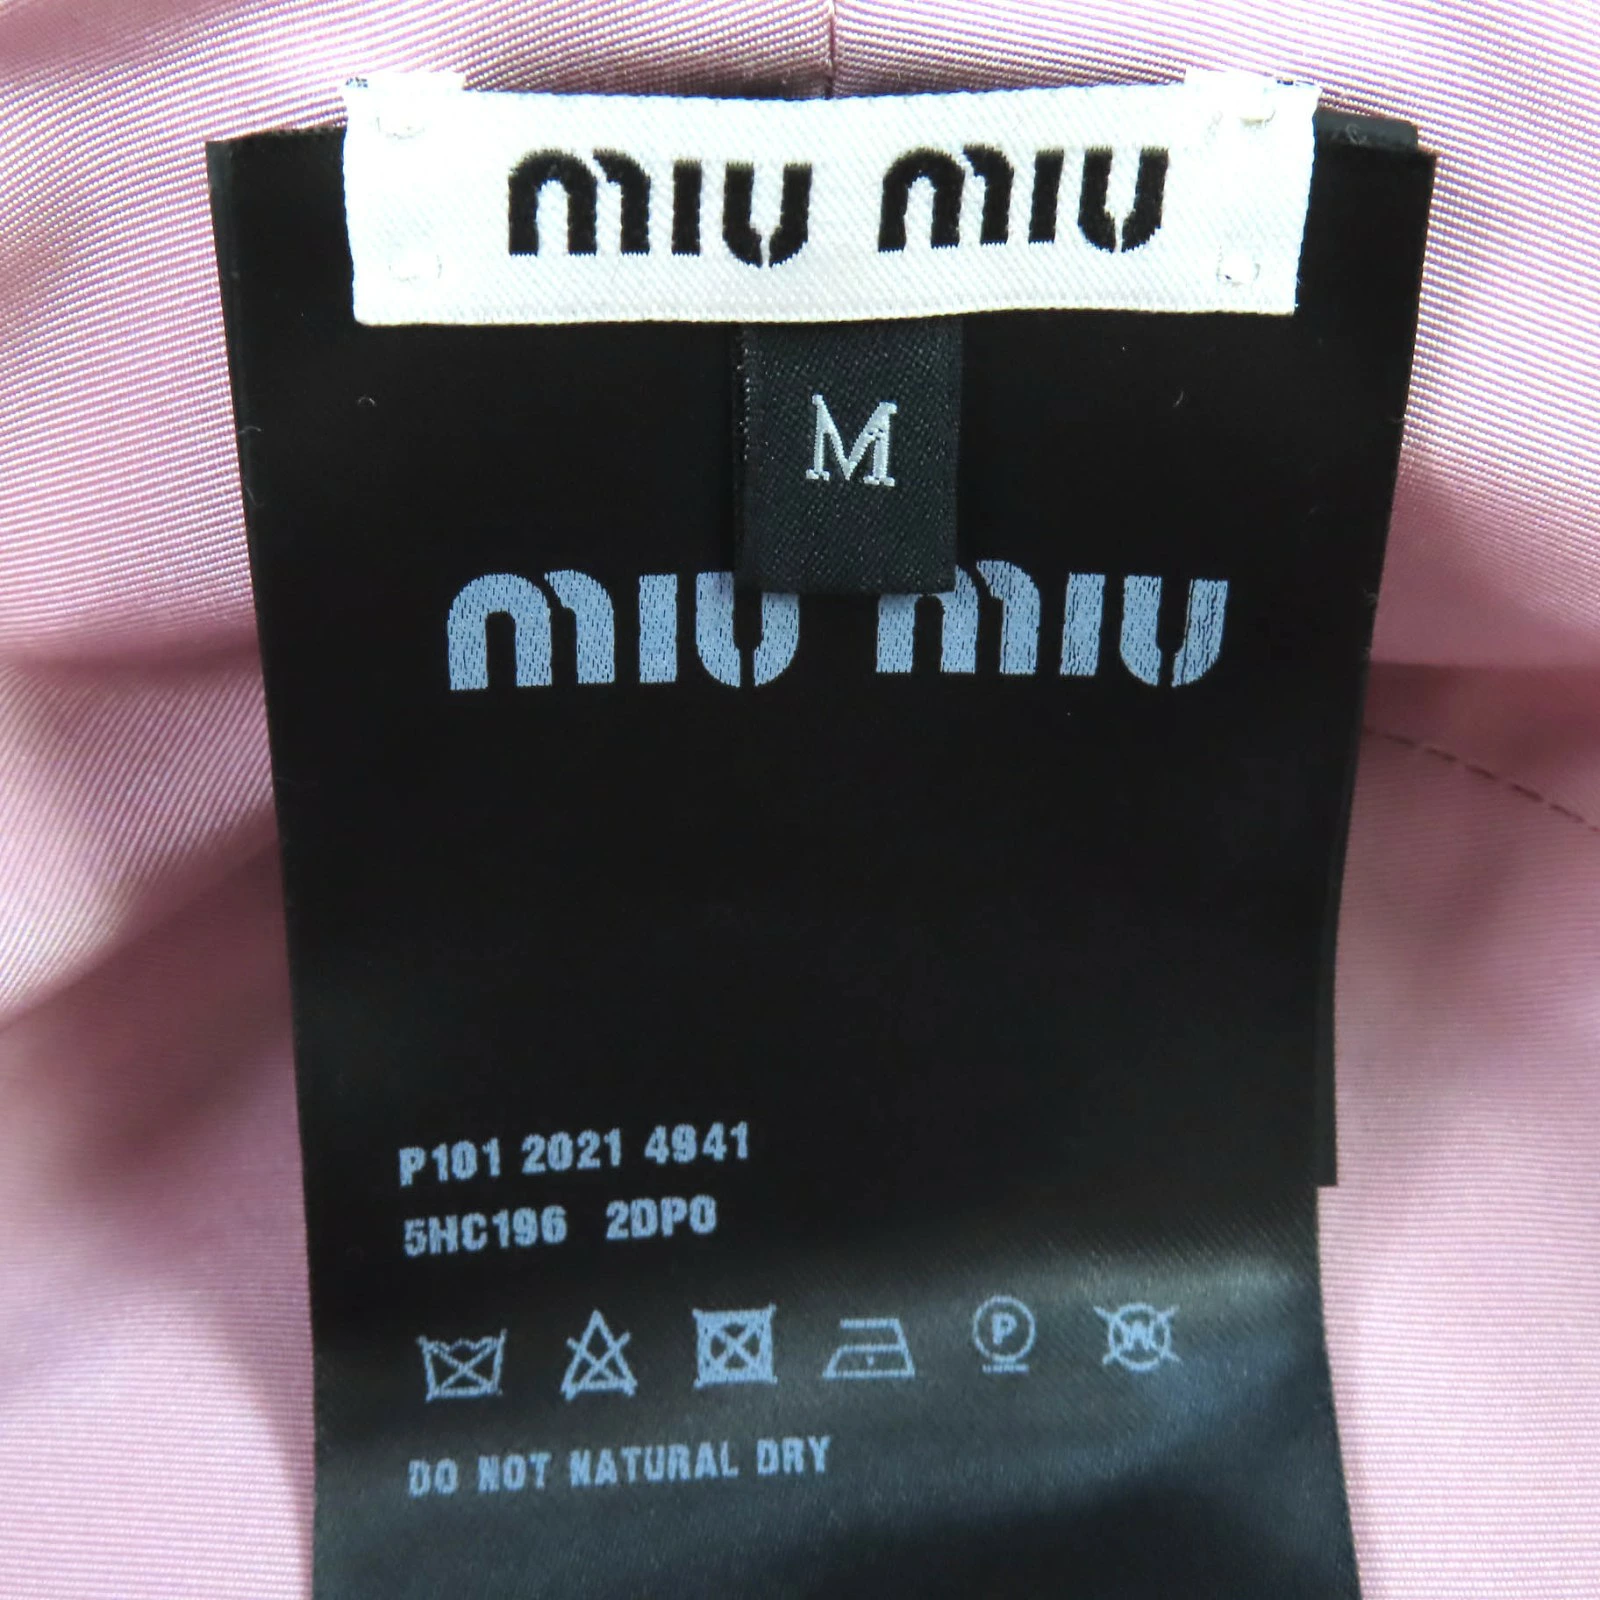 miu miu
M
miu miu
P101 2021 4941
5HC196 2DP0
P
W
DO NOT NATURAL DRY